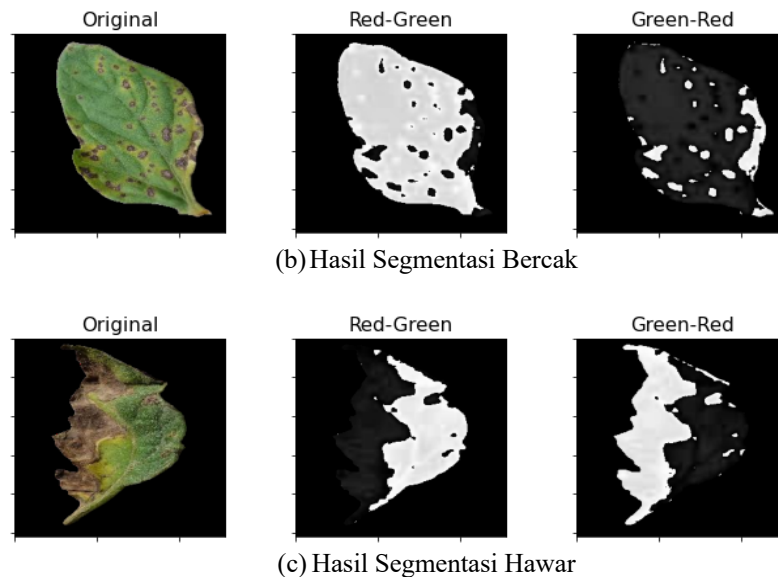 Original Red-Green Green-Red
(b) Hasil Segmentasi Bercak
Original Red-Green Green-Red
(c) Hasil Segmentasi Hawar